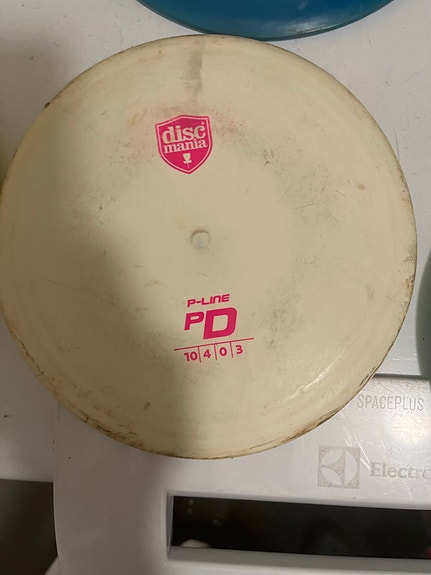 disc
mania
P-LINE
PD
10|4|0|3
SPACEPLUS
Electro